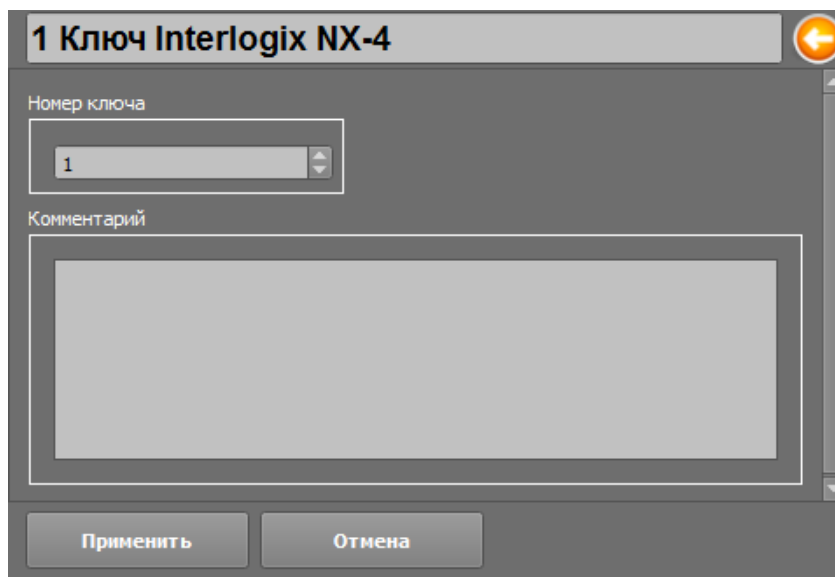 1 Ключ Interlogix NX-4
Номер ключа
1
Комментарий
Применить
Отмена